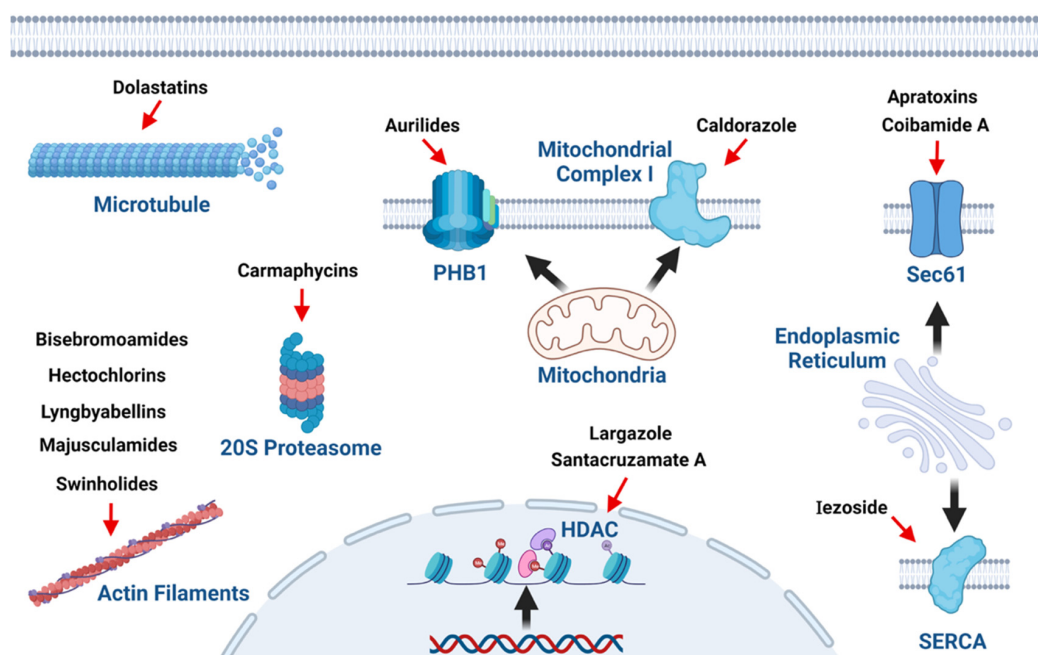 Dolastatins
Microtubule
Aurilides
PHB1
Mitochondrial
Complex I
Caldorazole
Mitochondria
Apratoxins
Coibamide A
Sec61
Endoplasmic
Reticulum
Iezoside
SERCA
Carmaphycins
20S Proteasome
Bisebromoamides
Hectochlorins
Lyngbyabellins
Majusculamides
Swinholides
Actin Filaments
Largazole
Santacruzamate A
HDAC